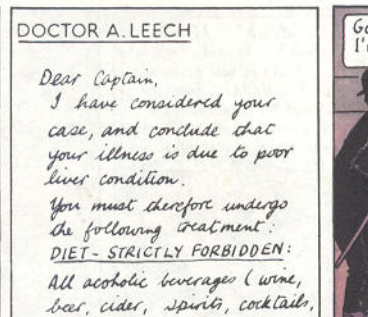 DOCTOR A. LEECH
Dear Captain,
I have considered your
case, and conclude that
your illness is due to poor
liver condition.
You must therefore undergo
the following treatment:
DIET - STRICTLY FORBIDDEN:
All acoholic beverages (wine,
beer, cider, spirits, cocktails,